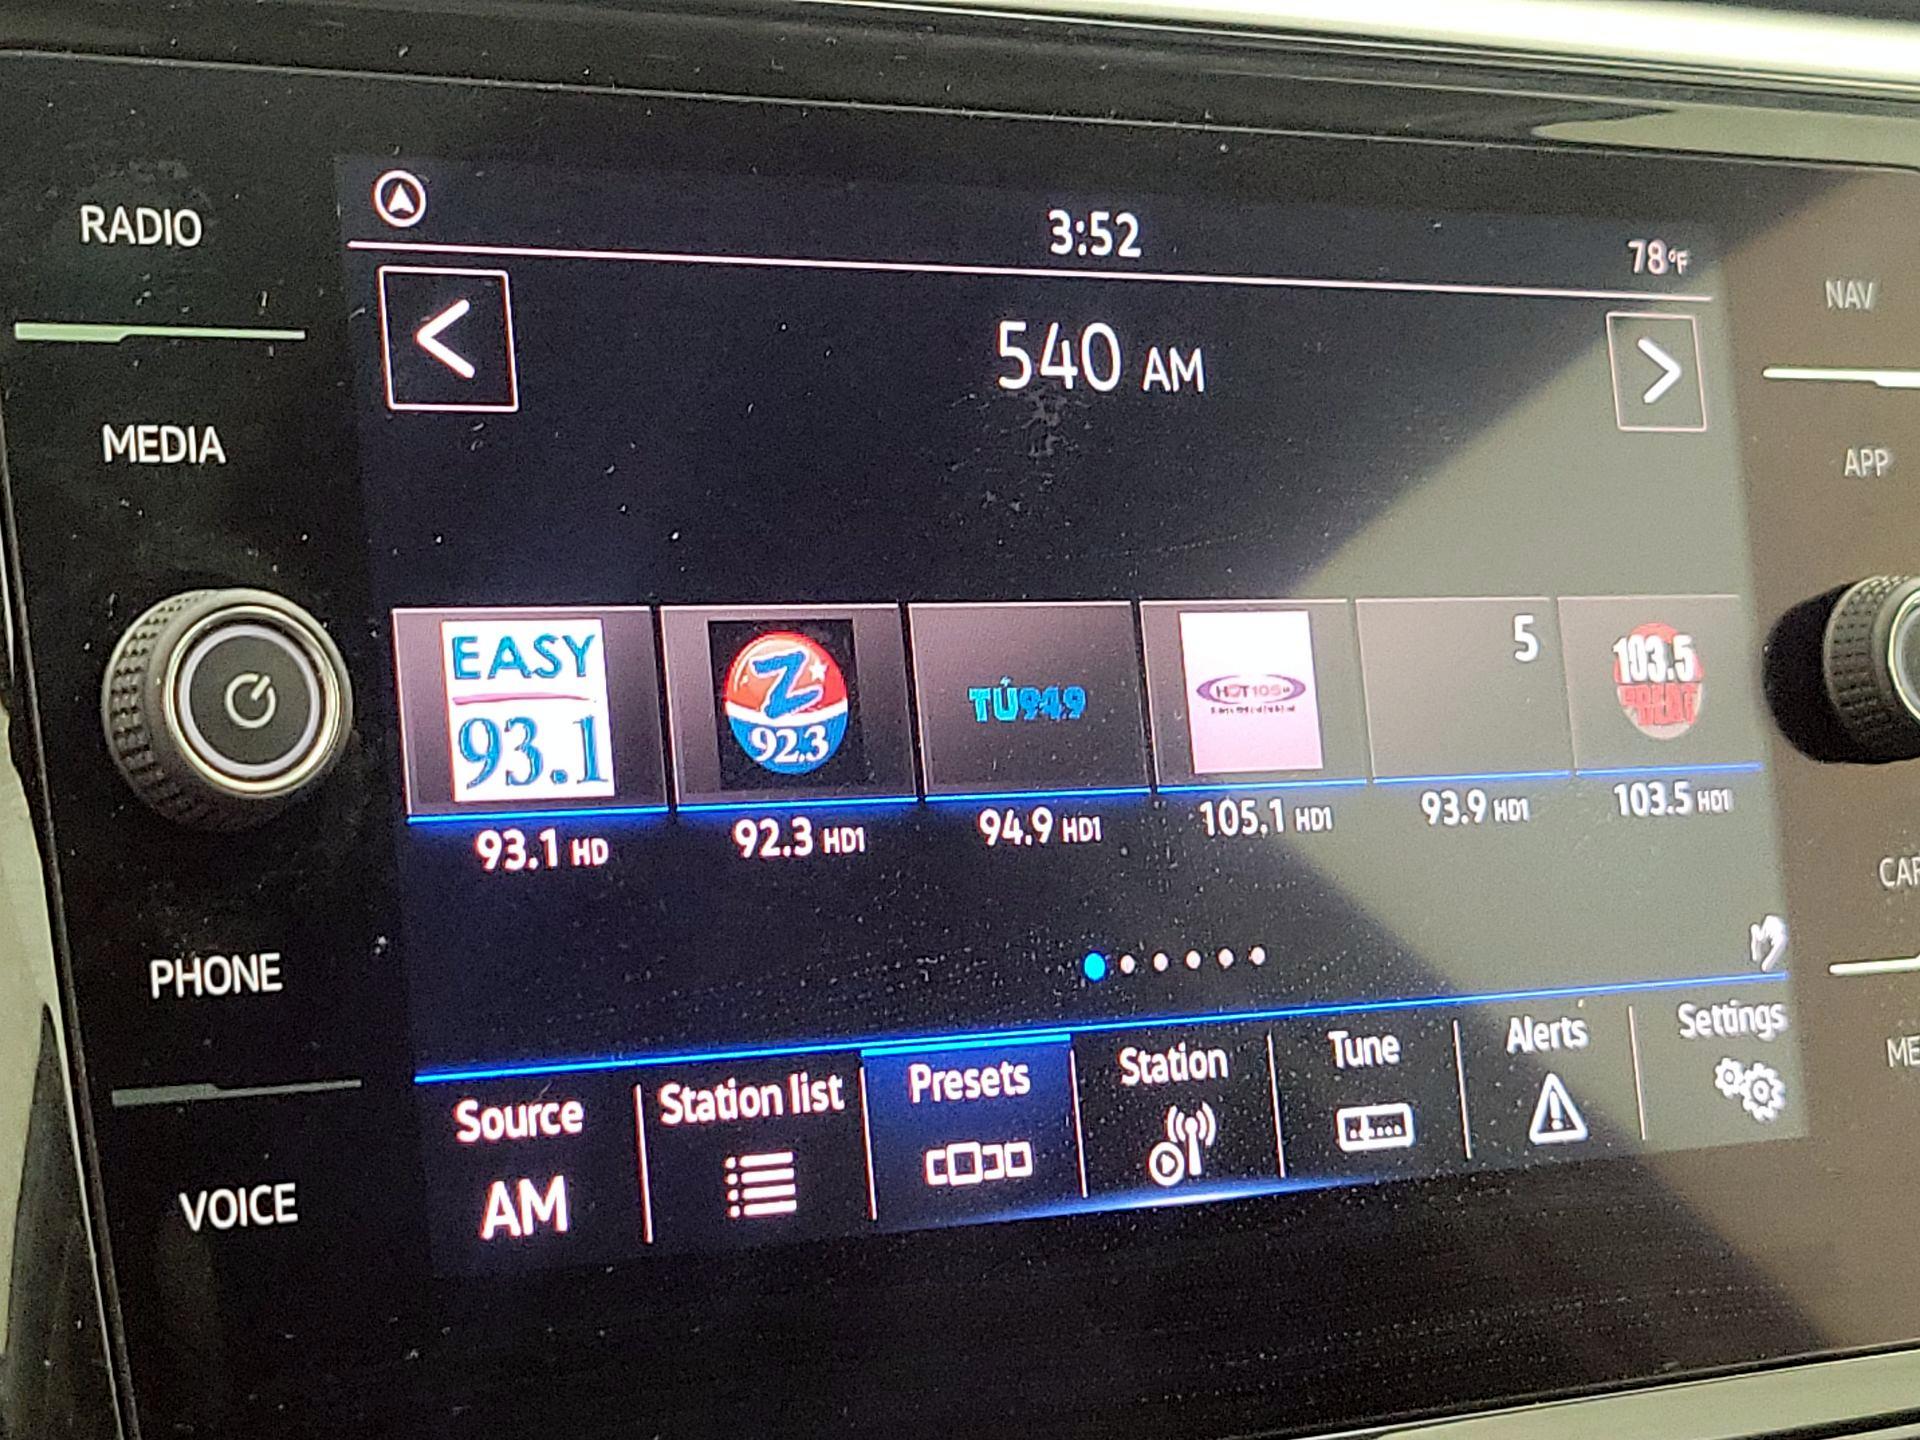 RADIO
MEDIA
PHONE
VOICE
3:52
78°F
540 AM
EASY
93.1
Z
92.3
TÚ94.9
HOT105
5
103.5
93.1 HD
92.3 HD1
94.9 HD1
105.1 HD1
93.9 HD1
103.5 HD1
Source
AM
Station list
Presets
Station
Tune
Alerts
Settings
NAV
APP